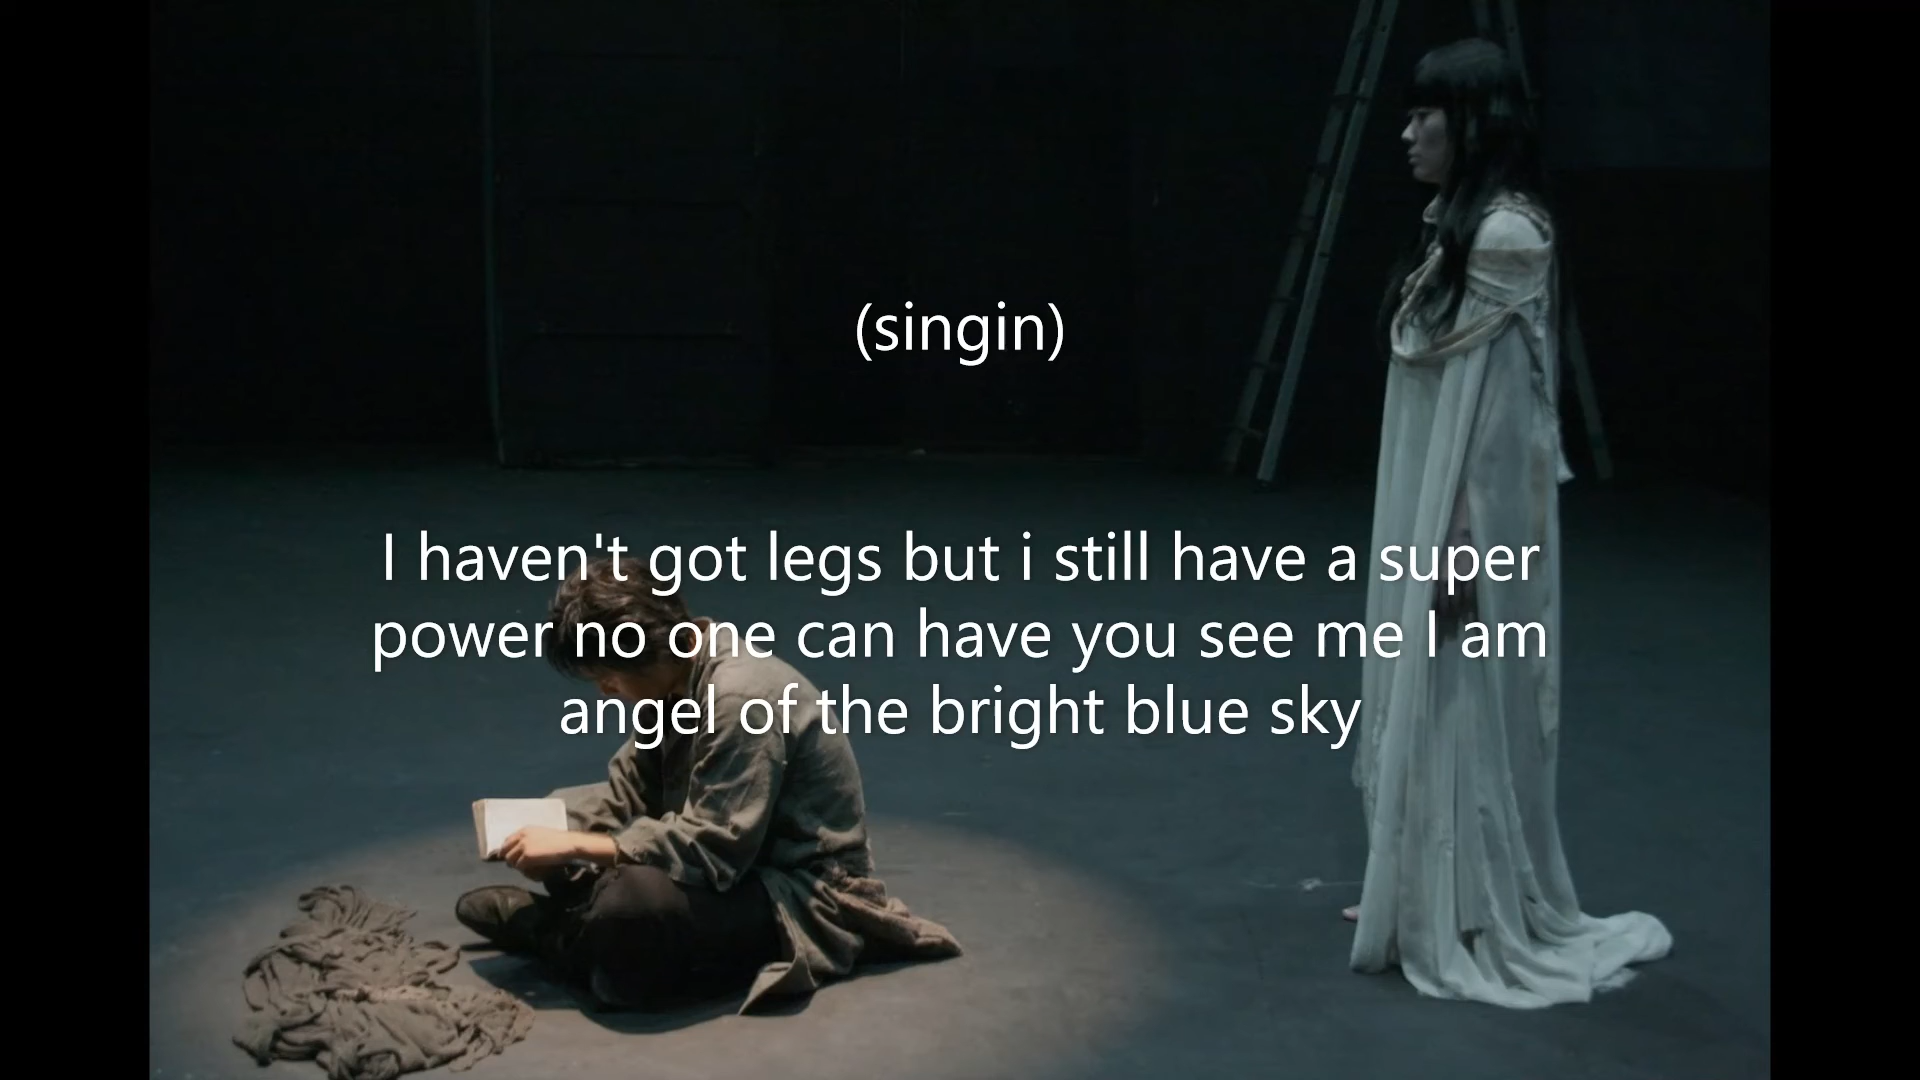 (singin)
I haven't got legs but i still have a super
power no one can have you see me I am
angel of the bright blue sky